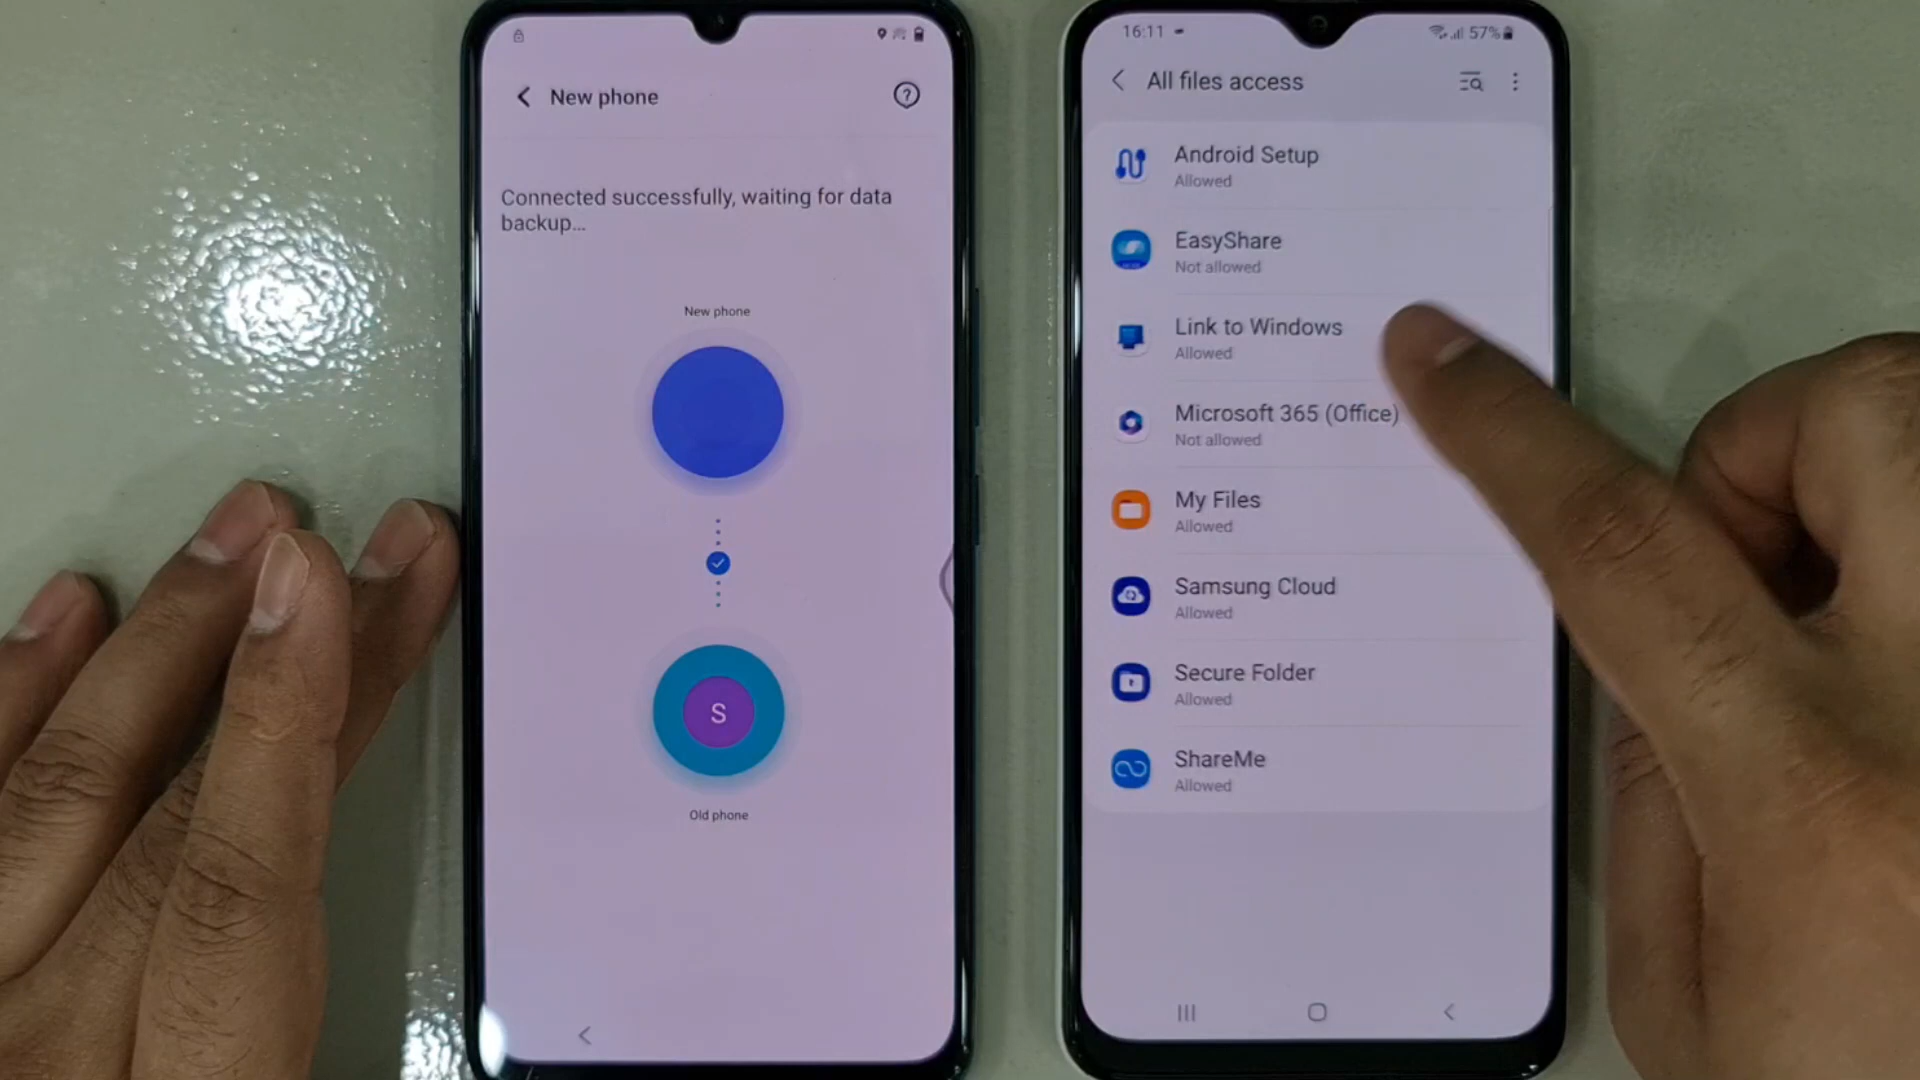 New phone
Connected successfully, waiting for data
backup...
New phone
S
Old phone
16:11
57%
All files access
Android Setup
Allowed
EasyShare
Not allowed
Link to Windows
Allowed
Microsoft 365 (Office)
Not allowed
My Files
Allowed
Samsung Cloud
Allowed
Secure Folder
Allowed
ShareMe
Allowed